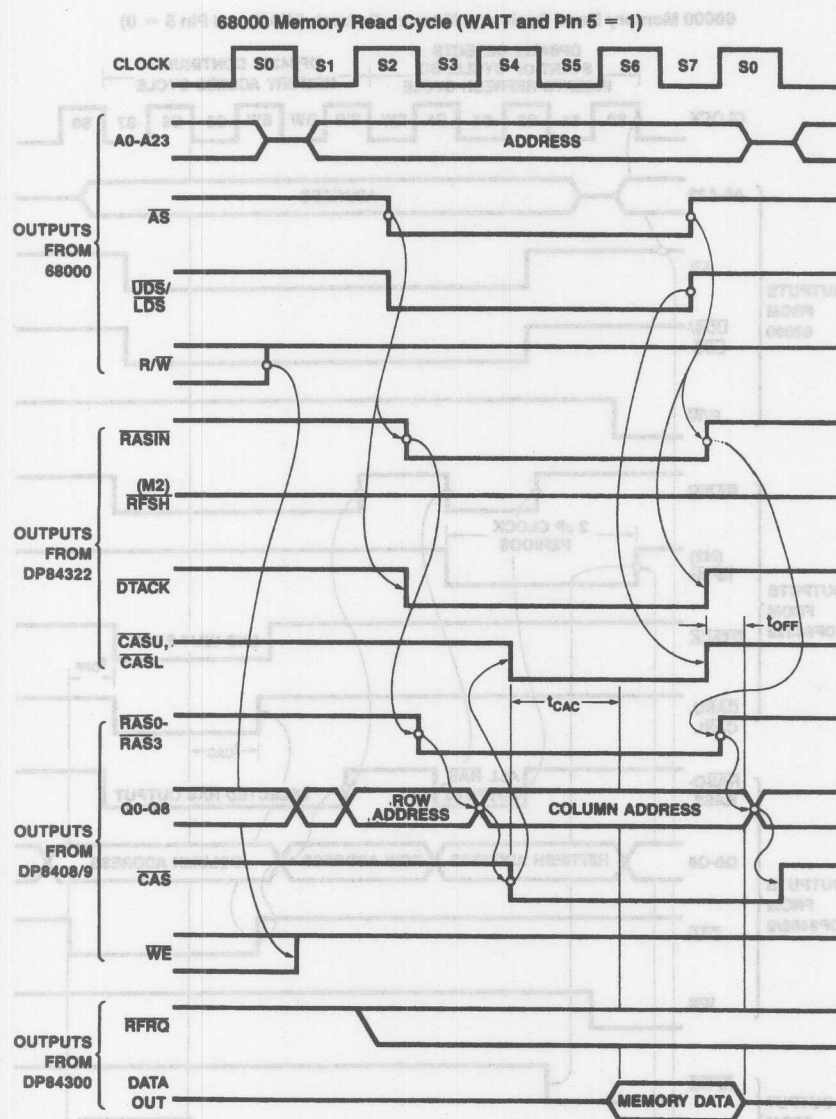 68000 Memory Read Cycle (WAIT and Pin 5 = 1)
CLOCK S0 S1 S2 S3 S4 S5 S6 S7 S0
A0-A23 ADDRESS
AS
OUTPUTS
FROM
68000
UDS/
LDS
R/W
RASIN
(M2)
RFSH
OUTPUTS
FROM
DP84322
DTACK
tOFF
CASU,
CASL
tCAC
RAS0-
RAS3
Q0-Q8 ROW
ADDRESS COLUMN ADDRESS
OUTPUTS
FROM
DP8408/9
CAS
WE
RFRQ
OUTPUTS
FROM
DP84300
DATA
OUT MEMORY DATA